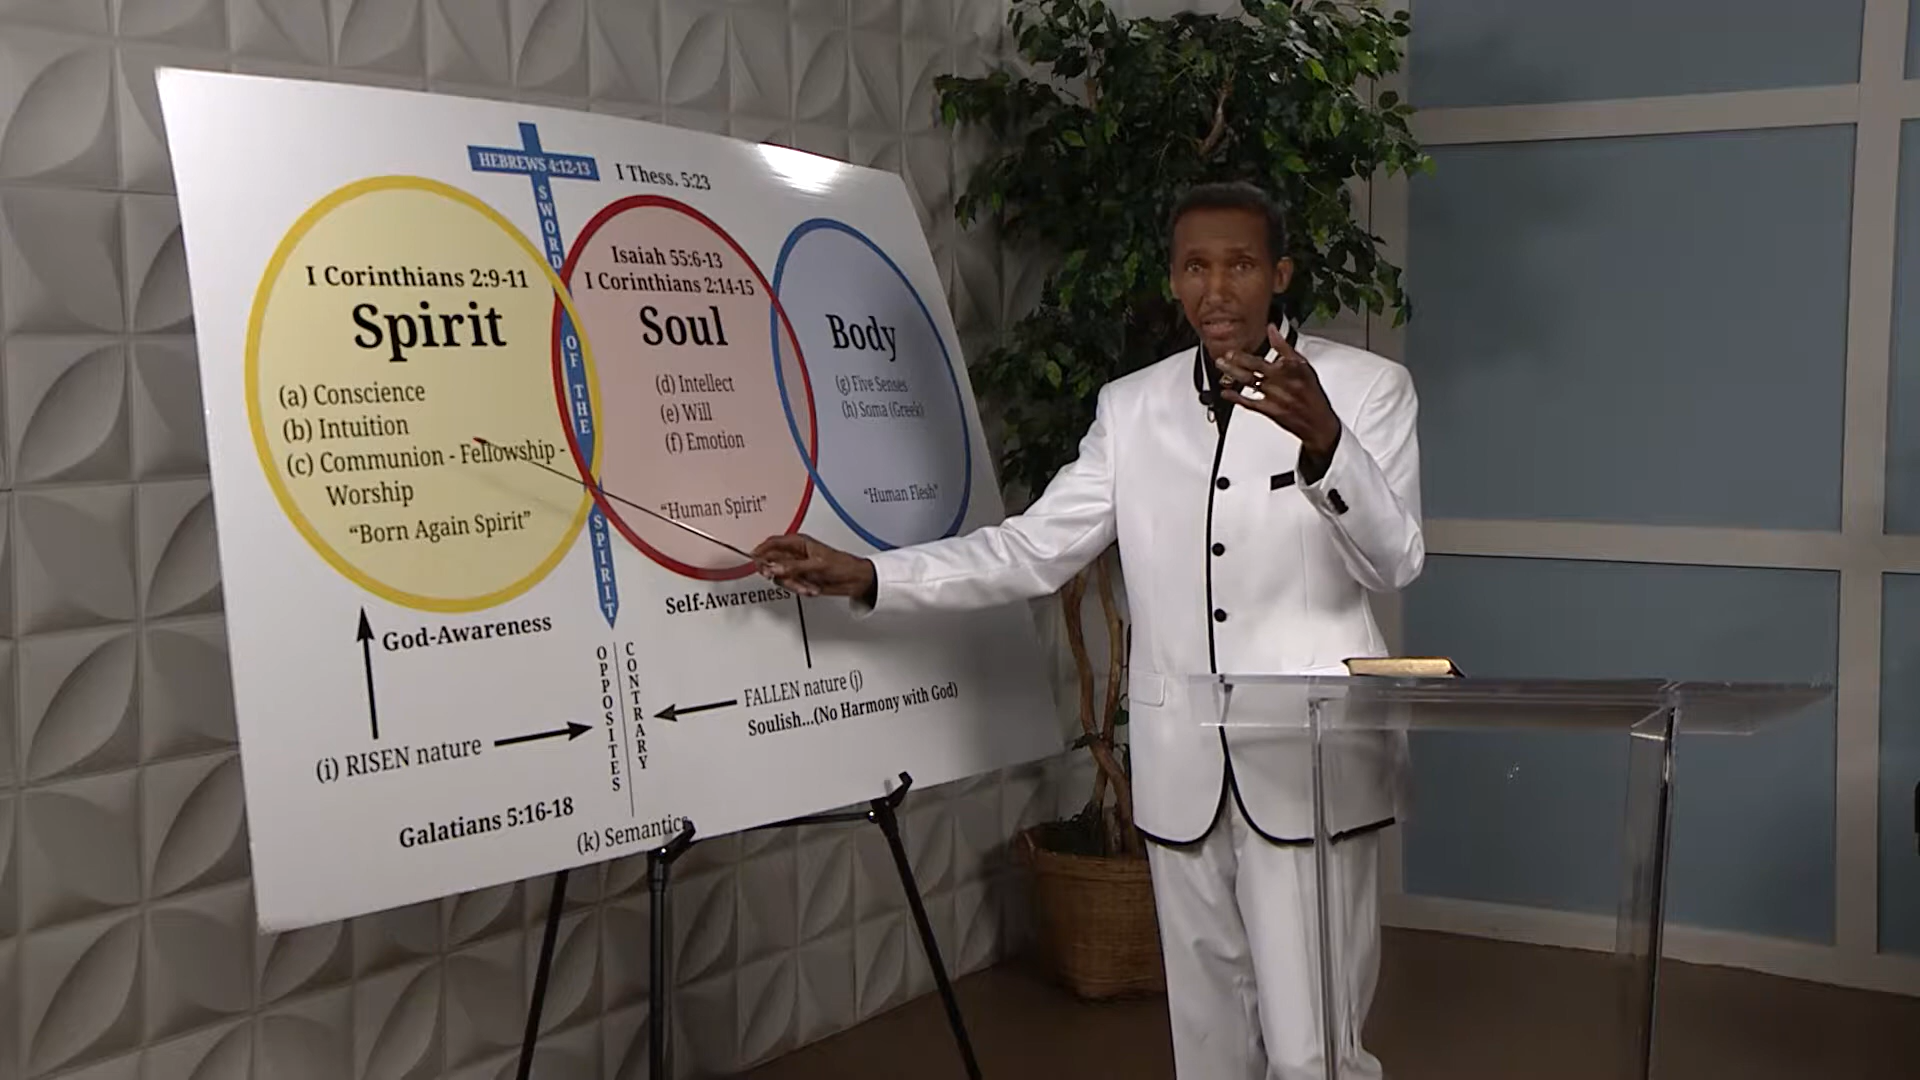 HEBREWS 4:12-13
I Thess. 5:23
SWORD OF THE SPIRIT
I Corinthians 2:9-11
Spirit
(a) Conscience
(b) Intuition
(c) Communion - Fellowship -
Worship
“Born Again Spirit”
Isaiah 55:6-13
I Corinthians 2:14-15
Soul
(d) Intellect
(e) Will
(f) Emotion
“Human Spirit”
Body
(g) Five Senses
(h) Soma (Greek)
“Human Flesh”
God-Awareness
Self-Awareness
OPPOSITES
CONTRARY
(i) RISEN nature
FALLEN nature (j)
Soulish...(No Harmony with God)
Galatians 5:16-18
(k) Semantics